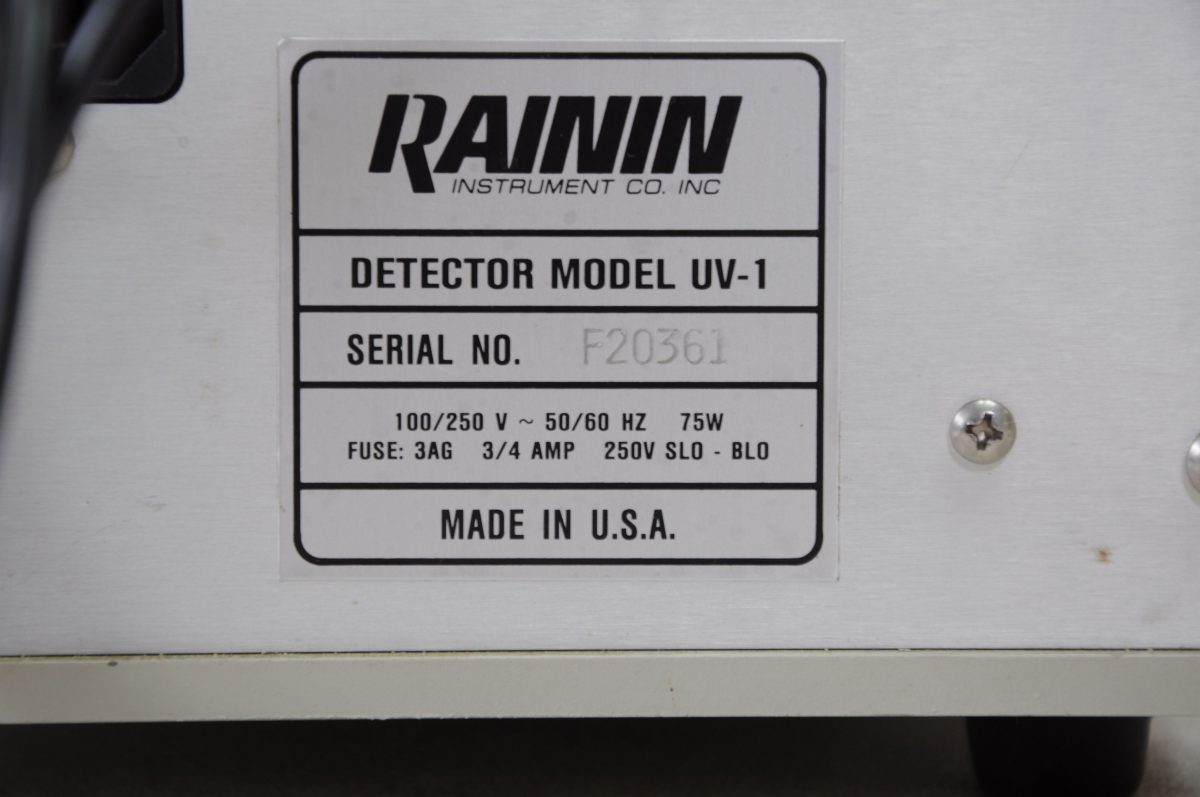 RAININ
INSTRUMENT CO. INC
DETECTOR MODEL UV-1
SERIAL NO. F20361
100/250 V ~ 50/60 HZ 75W
FUSE: 3AG 3/4 AMP 250V SLO - BLO
MADE IN U.S.A.